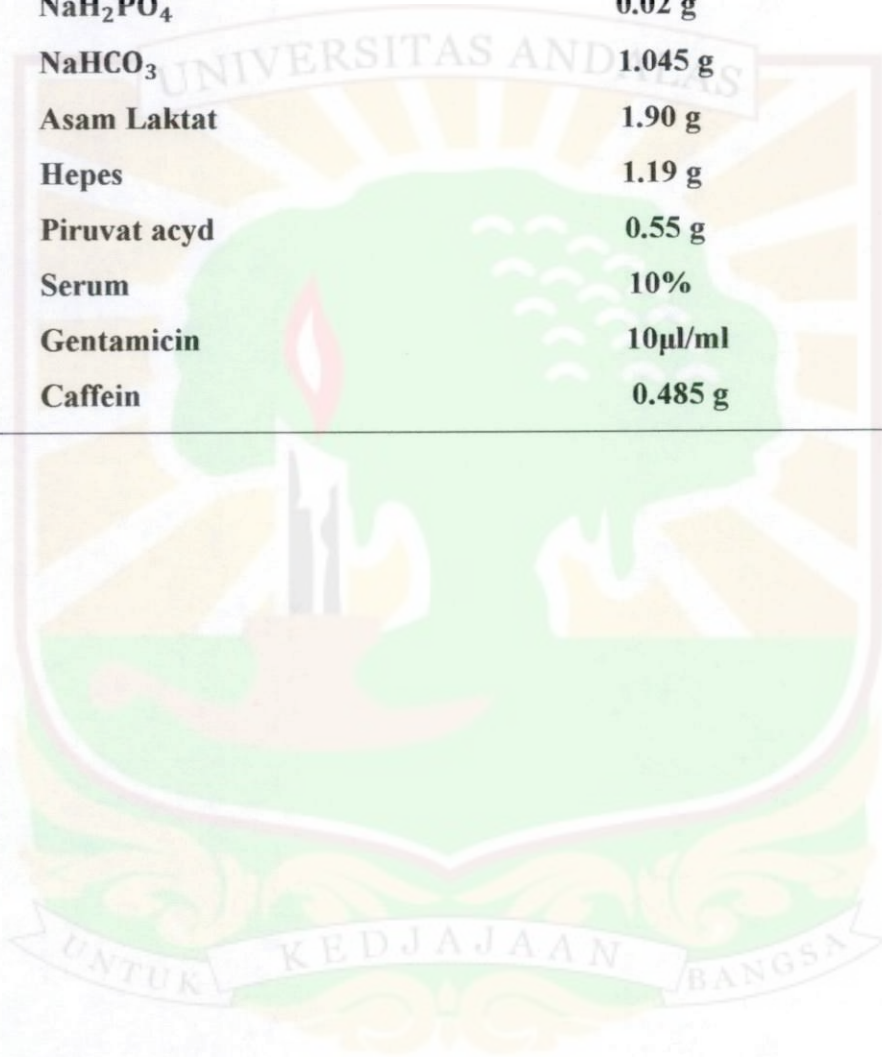 NaH₂PO₄ 0.02 g
NaHCO₃ 1.045 g
UNIVERSITAS ANDALAS
Asam Laktat 1.90 g
Hepes 1.19 g
Piruvat acyd 0.55 g
Serum 10%
Gentamicin 10µl/ml
Caffein 0.485 g
UNTUK KEDJAJAAN BANGSA